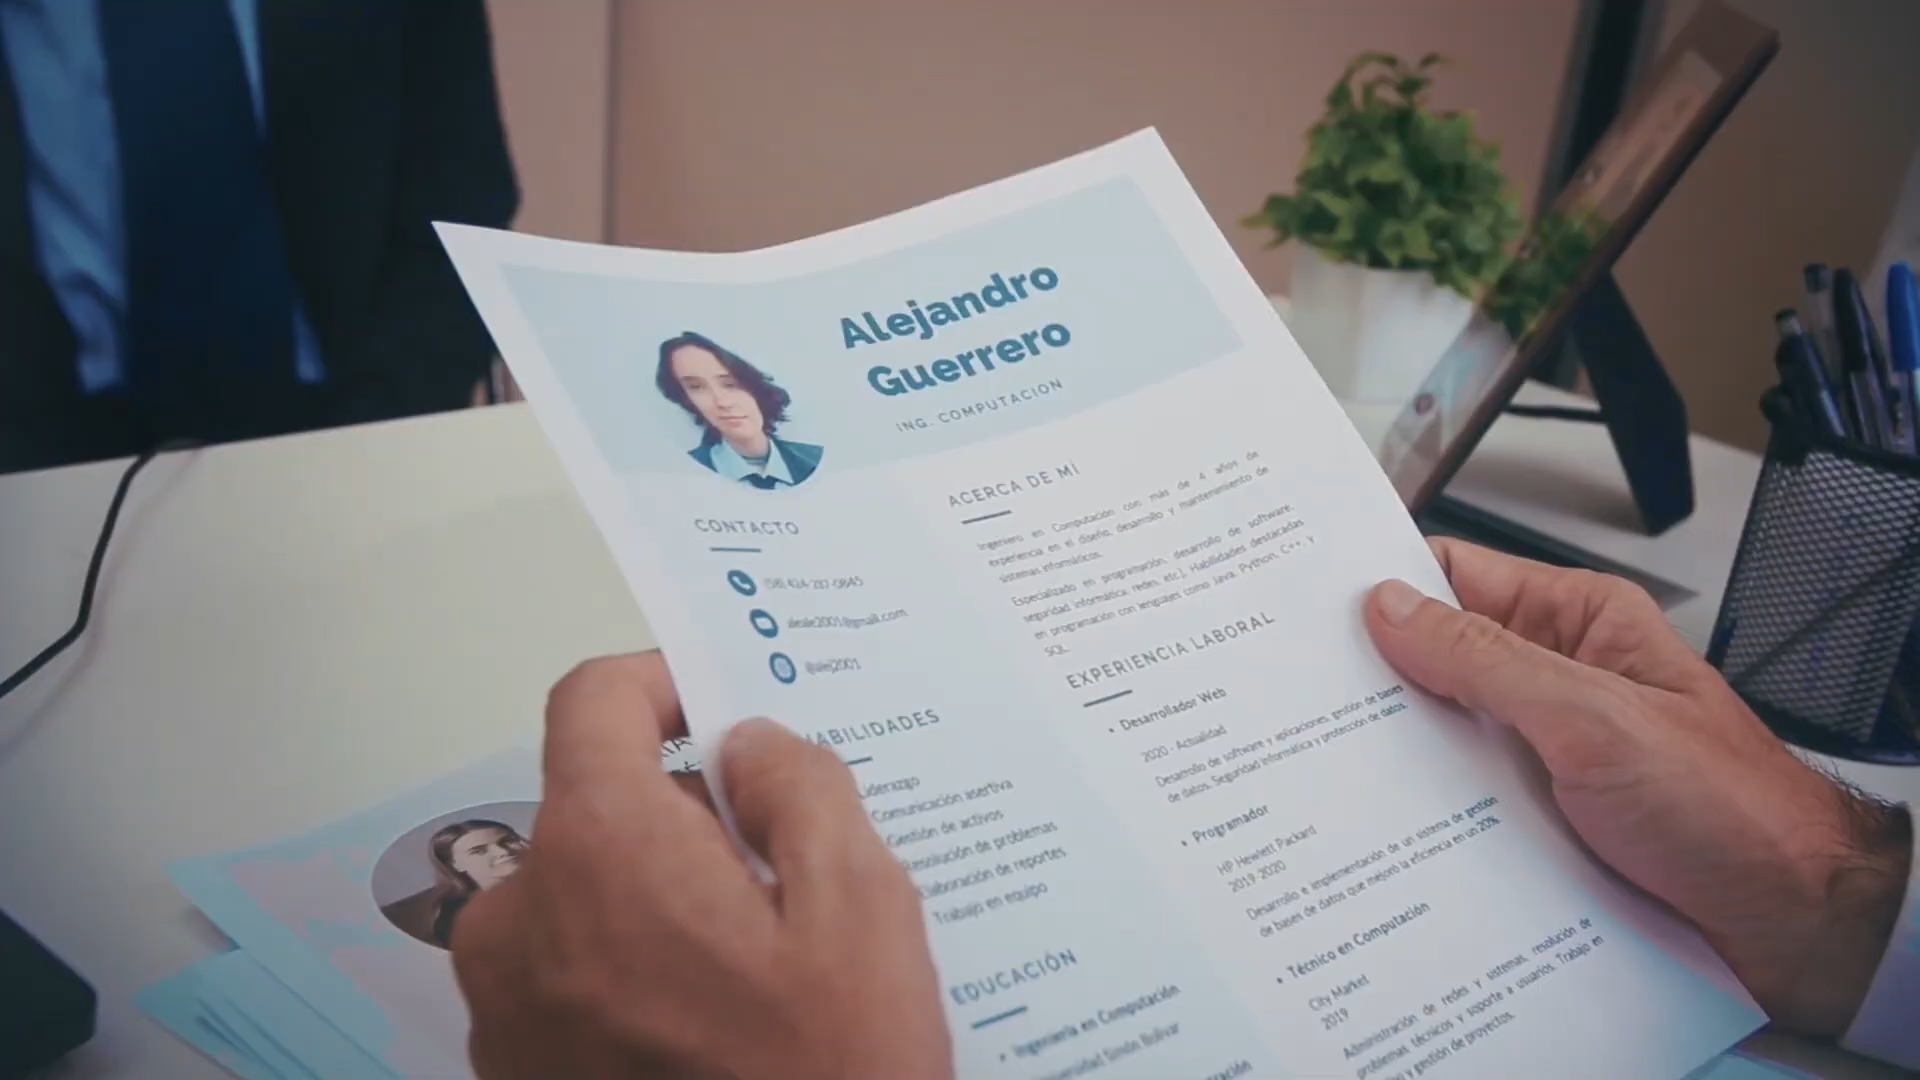 Alejandro
Guerrero
ING. COMPUTACION
CONTACTO
@alej2001
HABILIDADES
Liderazgo
Comunicación asertiva
Gestión de activos
Resolución de problemas
Elaboración de reportes
Trabajo en equipo
EDUCACIÓN
• Ingeniería en Computación
Universidad Simón Bolívar
ACERCA DE MÍ
Ingeniero en Computación con más de 4 años de
experiencia en el diseño, desarrollo y mantenimiento de
sistemas informáticos.
Especializado en programación, desarrollo de software,
seguridad informática, redes, etc.). Habilidades destacadas
en programación con lenguajes como Java, Python, C++, y
SQL.
EXPERIENCIA LABORAL
• Desarrollador Web
2020 - Actualidad
Desarrollo de software y aplicaciones, gestión de bases
de datos. Seguridad informática y protección de datos.
• Programador
HP Hewlett Packard
2019-2020
Desarrollo e implementación de un sistema de gestión
de bases de datos que mejoró la eficiencia en un 20%.
• Técnico en Computación
City Market
2019
Administración de redes y sistemas, resolución de
problemas técnicos y soporte a usuarios. Trabajo en
y gestión de proyectos.